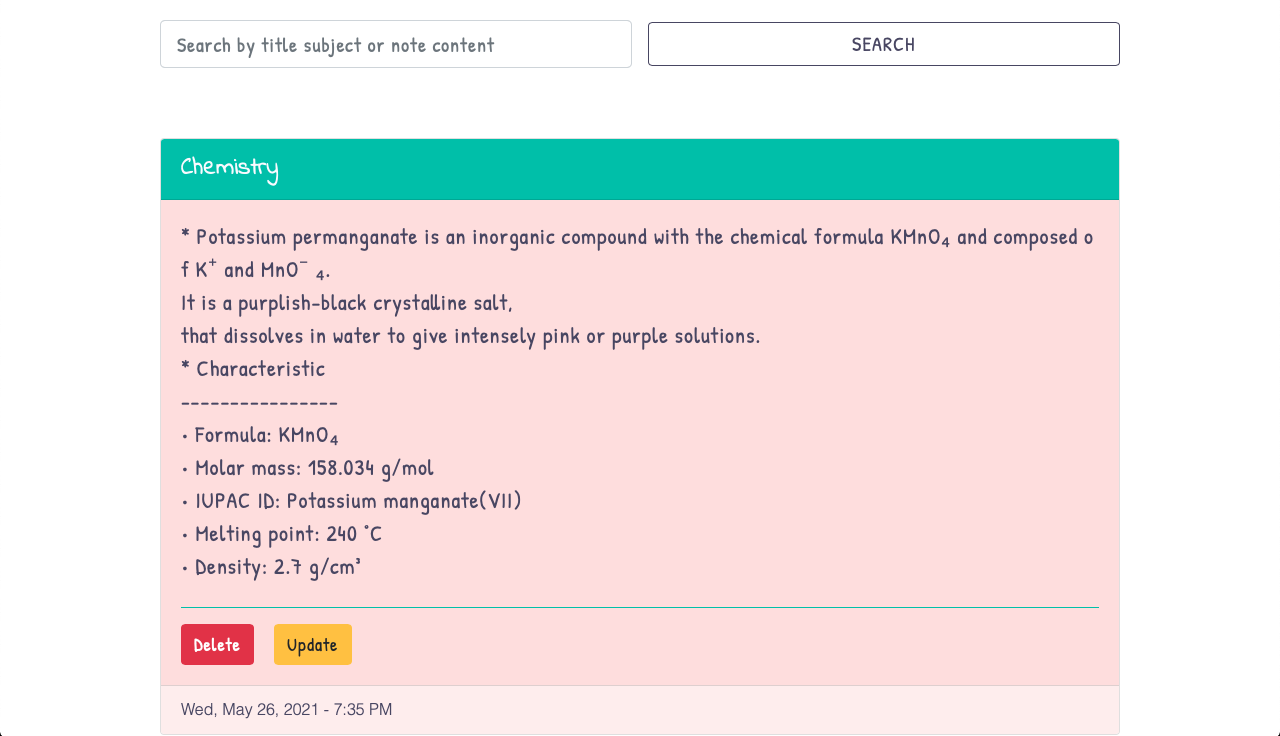 Search by title subject or note content
SEARCH
Chemistry
* Potassium permanganate is an inorganic compound with the chemical formula KMnO₄ and composed o
f K⁺ and MnO⁻ ₄.
It is a purplish-black crystalline salt,
that dissolves in water to give intensely pink or purple solutions.
* Characteristic
----------------
• Formula: KMnO₄
• Molar mass: 158.034 g/mol
• IUPAC ID: Potassium manganate(VII)
• Melting point: 240 °C
• Density: 2.7 g/cm³
Delete Update
Wed, May 26, 2021 - 7:35 PM